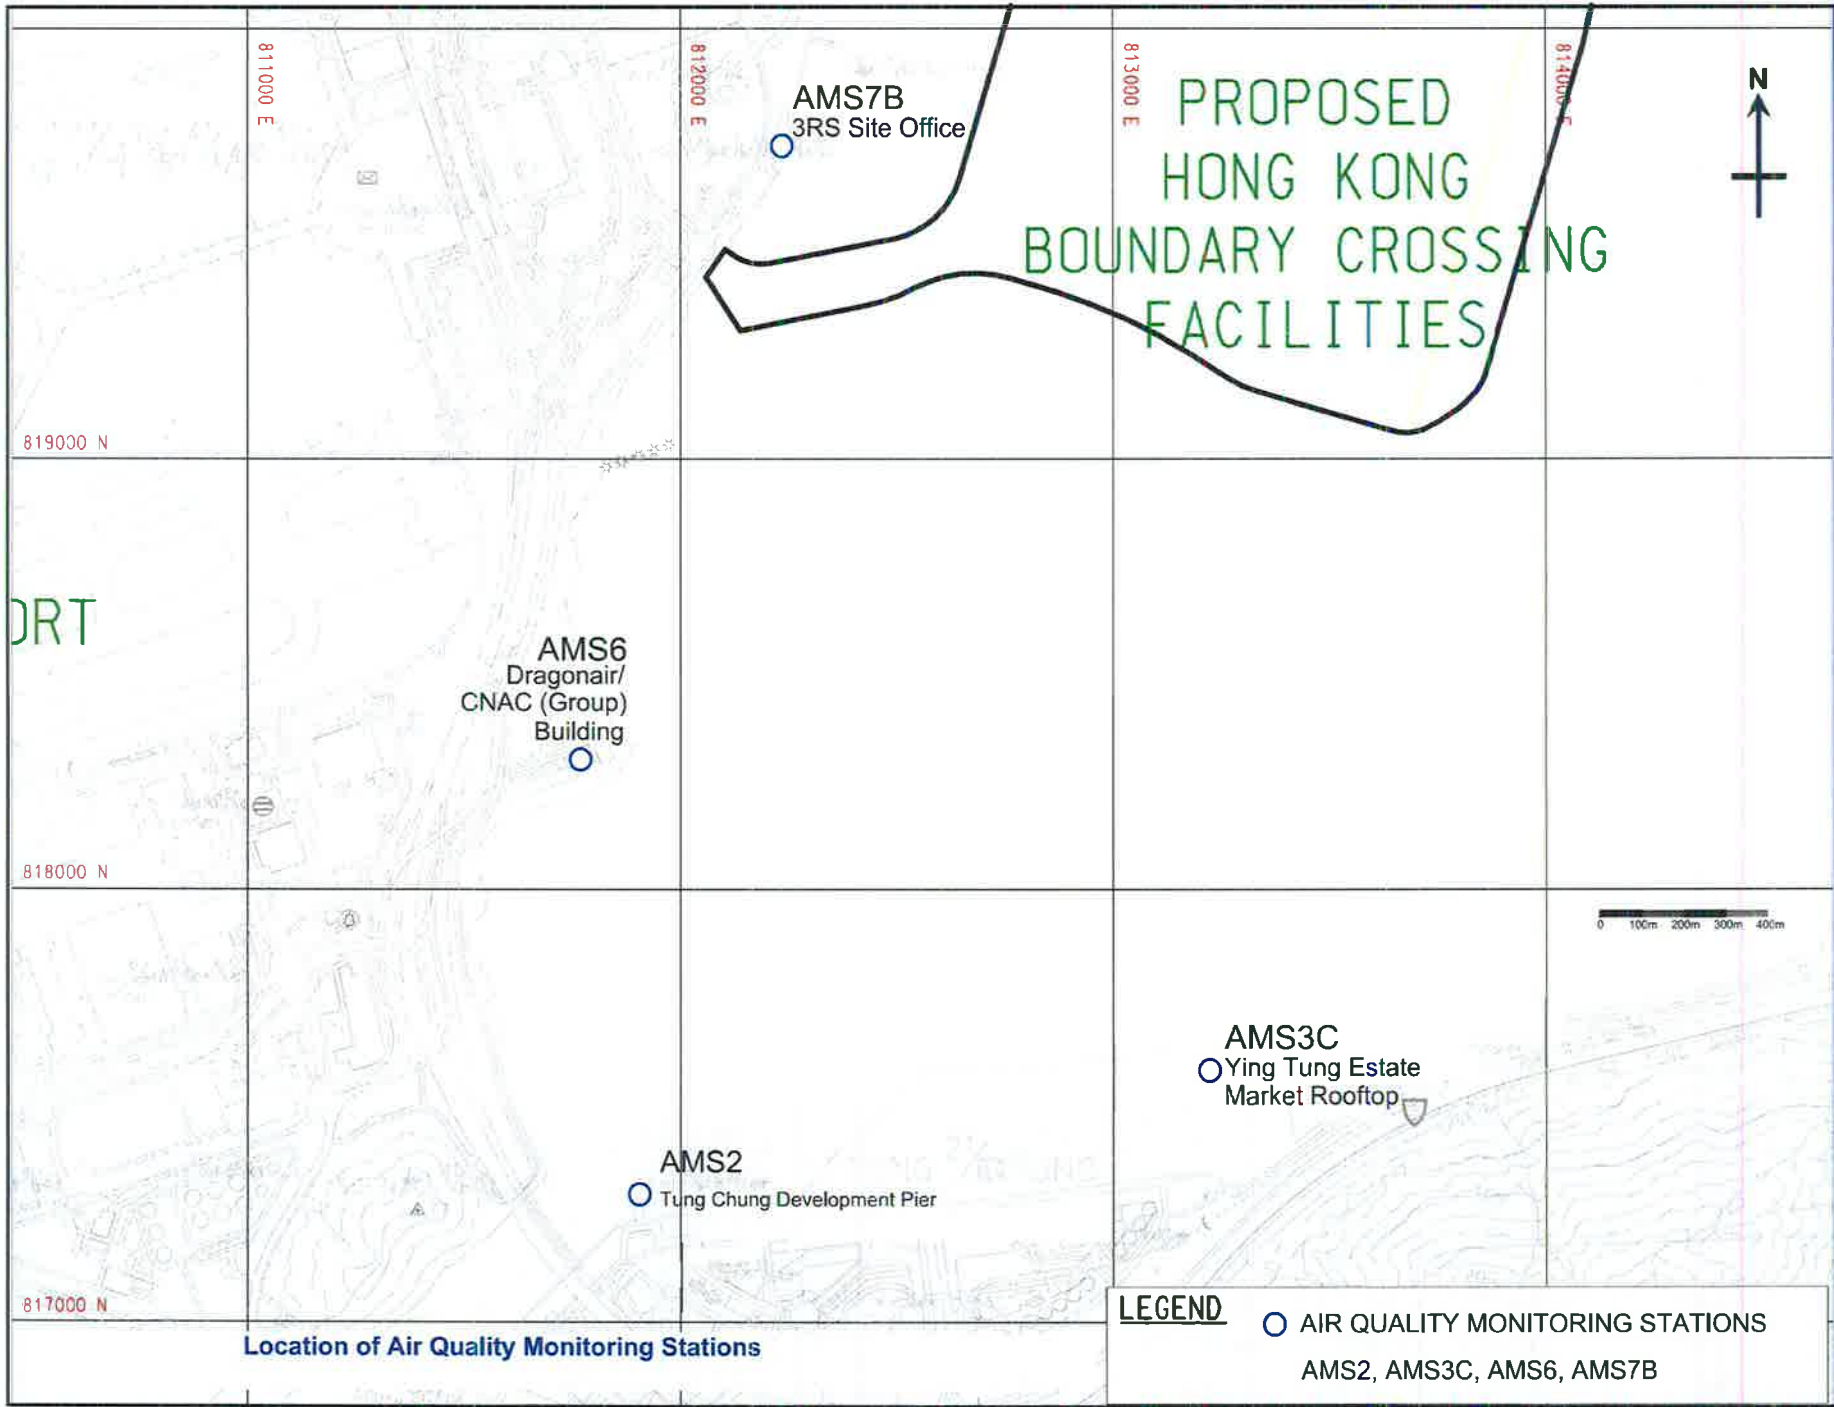 811000 E
812000 E
813000 E
814000 E
N
AMS7B
3RS Site Office
PROPOSED
HONG KONG
BOUNDARY CROSSING
FACILITIES
819000 N
ORT
AMS6
Dragonair/
CNAC (Group)
Building
818000 N
0 100m 200m 300m 400m
AMS3C
Ying Tung Estate
Market Rooftop
AMS2
Tung Chung Development Pier
817000 N
Location of Air Quality Monitoring Stations
LEGEND
AIR QUALITY MONITORING STATIONS
AMS2, AMS3C, AMS6, AMS7B